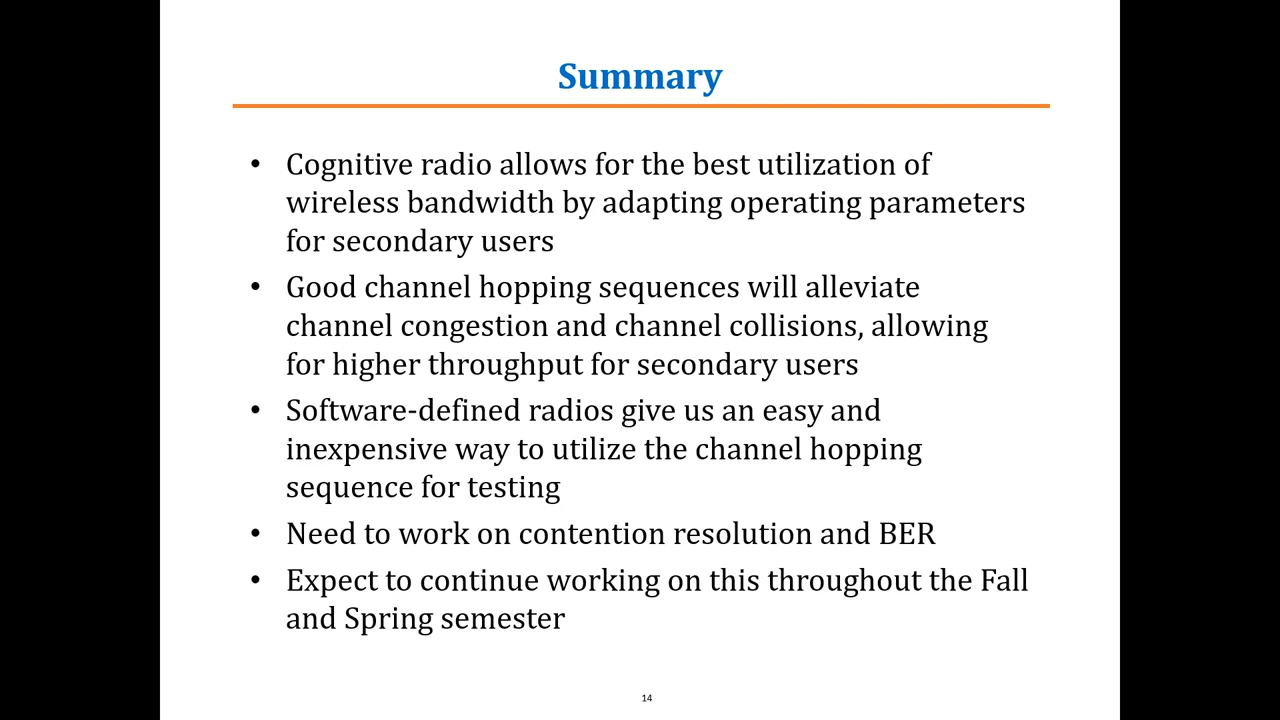 Summary
• Cognitive radio allows for the best utilization of
wireless bandwidth by adapting operating parameters
for secondary users
• Good channel hopping sequences will alleviate
channel congestion and channel collisions, allowing
for higher throughput for secondary users
• Software-defined radios give us an easy and
inexpensive way to utilize the channel hopping
sequence for testing
• Need to work on contention resolution and BER
• Expect to continue working on this throughout the Fall
and Spring semester
14